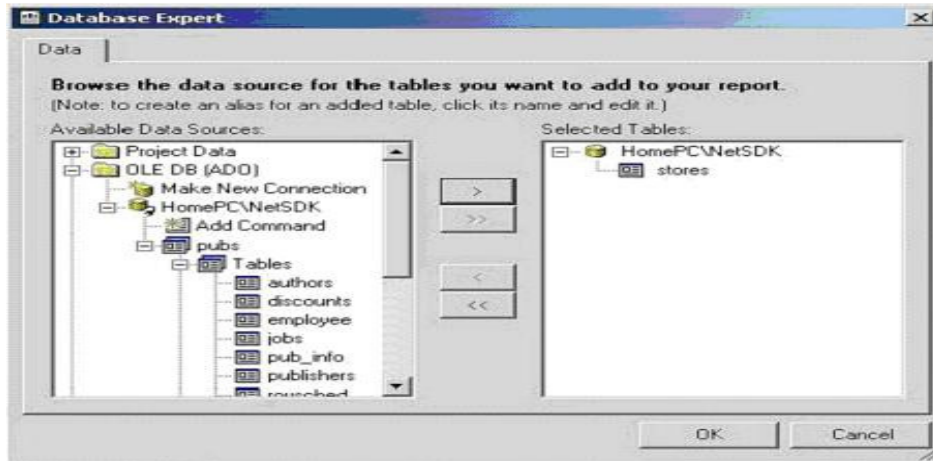 Database Expert
Data
Browse the data source for the tables you want to add to your report.
(Note: to create an alias for an added table, click its name and edit it.)
Available Data Sources:
Project Data
OLE DB (ADO)
Make New Connection
HomePC\NetSDK
Add Command
pubs
Tables
authors
discounts
employee
jobs
pub_info
publishers
rousched
>
>>
<
<<
Selected Tables:
HomePC\NetSDK
stores
OK
Cancel